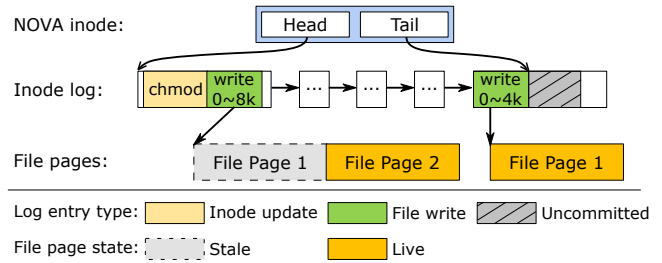 NOVA inode: Head Tail
Inode log: chmod write 0~8k ... ... ... write 0~4k
File pages: File Page 1 File Page 2 File Page 1
Log entry type: Inode update File write Uncommitted
File page state: Stale Live